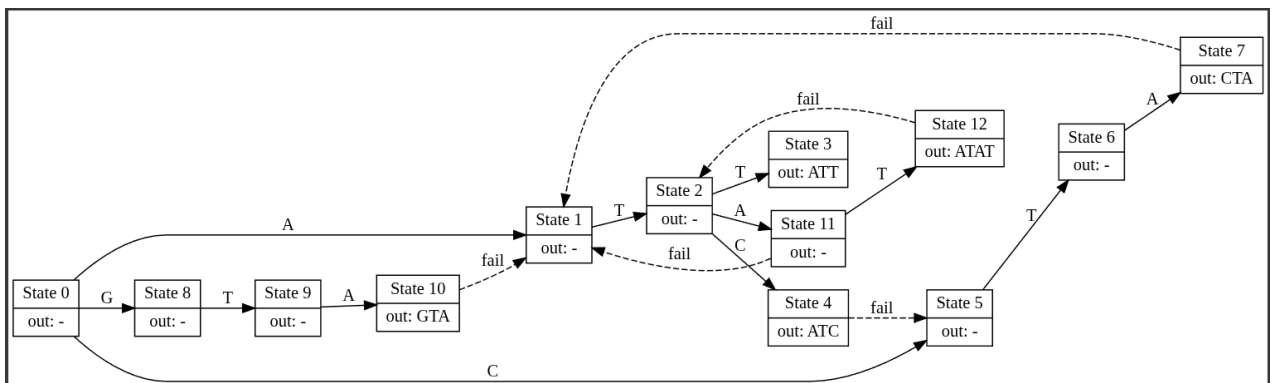 fail
State 7
out: CTA
A
fail
State 12
out: ATAT
State 6
out: -
State 3
out: ATT
T
T
State 2
out: -
A
State 11
out: -
T
State 1
out: -
T
A
C
fail
fail
State 0
out: -
G
State 8
out: -
T
State 9
out: -
A
State 10
out: GTA
State 4
out: ATC
fail
State 5
out: -
C